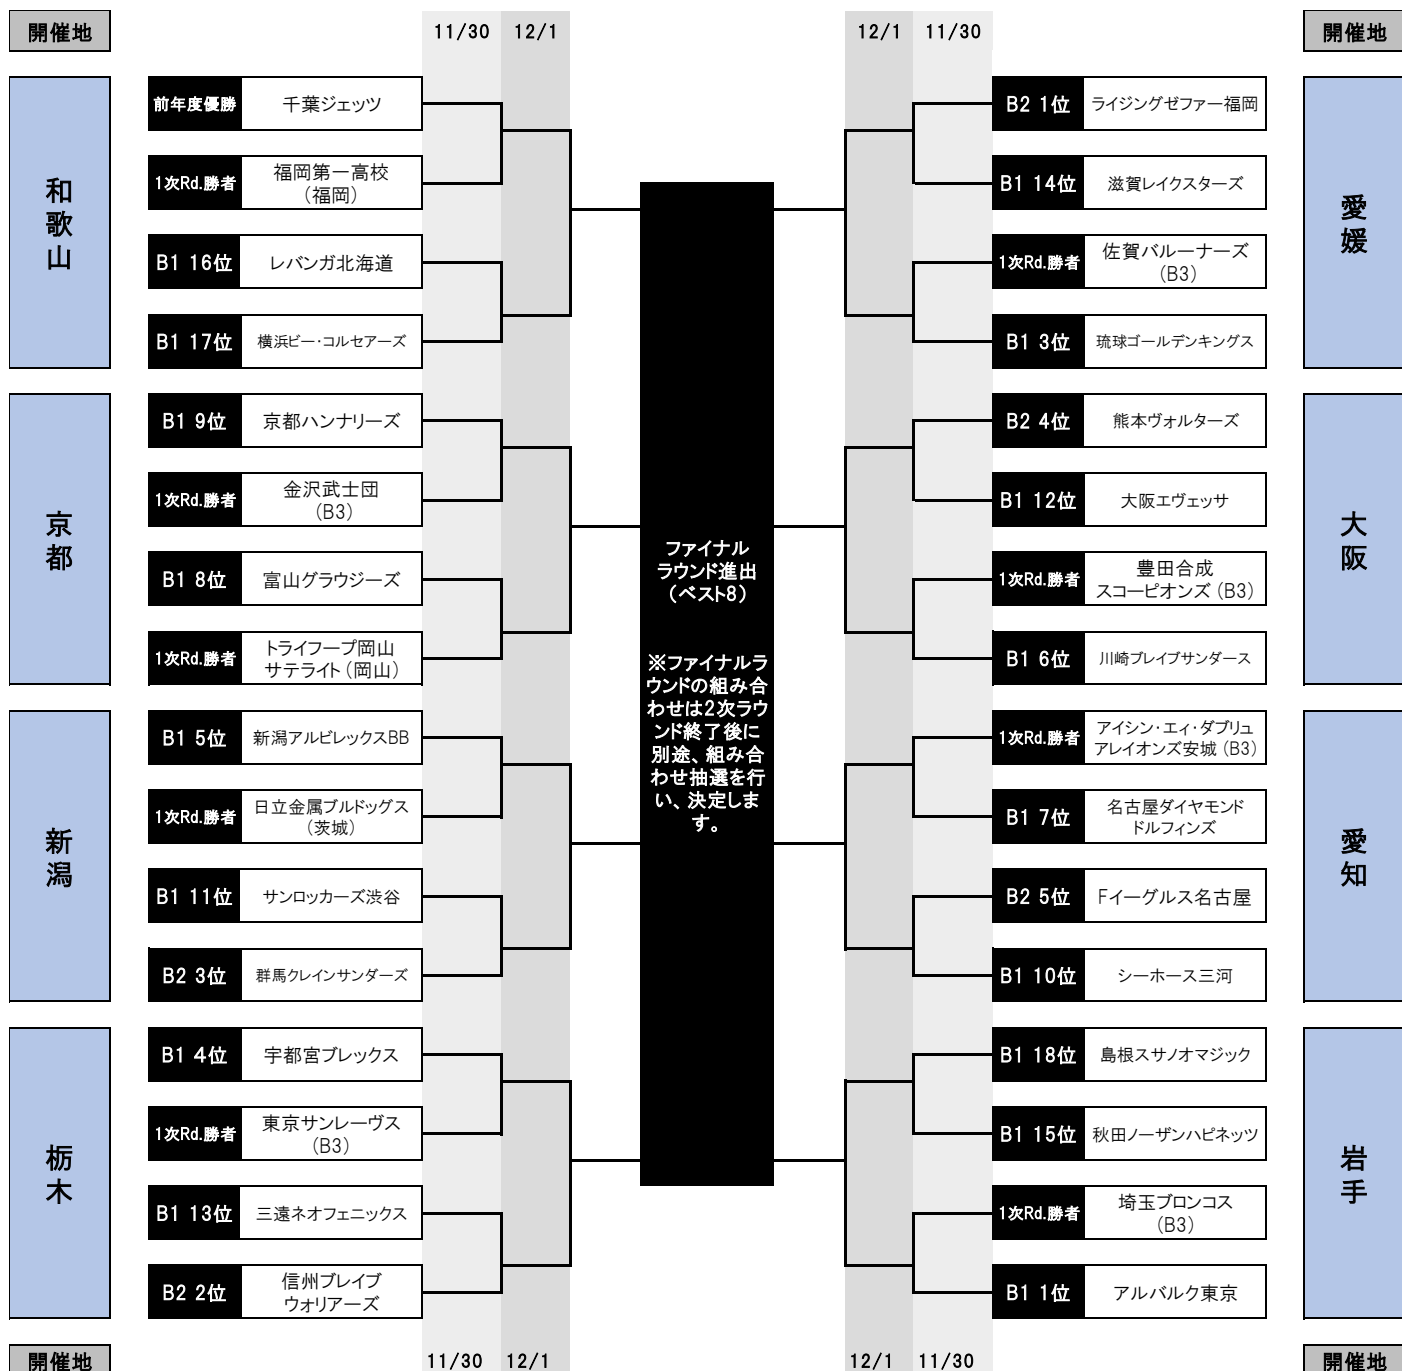 開催地
11/30 12/1
12/1 11/30
開催地
和歌山
前年度優勝 千葉ジェッツ
1次Rd.勝者 福岡第一高校
(福岡)
B1 16位 レバンガ北海道
B1 17位 横浜ビー・コルセアーズ
京都
B1 9位 京都ハンナリーズ
1次Rd.勝者 金沢武士団
(B3)
B1 8位 富山グラウジーズ
1次Rd.勝者 トライフープ岡山
サテライト(岡山)
新潟
B1 5位 新潟アルビレックスBB
1次Rd.勝者 日立金属ブルドッグス
(茨城)
B1 11位 サンロッカーズ渋谷
B2 3位 群馬クレインサンダーズ
栃木
B1 4位 宇都宮ブレックス
1次Rd.勝者 東京サンレーヴス
(B3)
B1 13位 三遠ネオフェニックス
B2 2位 信州ブレイブ
ウォリアーズ
ファイナル
ラウンド進出
(ベスト8)
※ファイナルラ
ウンドの組み合
わせは2次ラウ
ンド終了後に
別途、組み合
わせ抽選を行
い、決定しま
す。
B2 1位 ライジングゼファー福岡
B1 14位 滋賀レイクスターズ
1次Rd.勝者 佐賀バルーナーズ
(B3)
B1 3位 琉球ゴールデンキングス
愛媛
B2 4位 熊本ヴォルターズ
B1 12位 大阪エヴェッサ
1次Rd.勝者 豊田合成
スコーピオンズ(B3)
B1 6位 川崎ブレイブサンダース
大阪
1次Rd.勝者 アイシン・エィ・ダブリュ
アレイオンズ安城(B3)
B1 7位 名古屋ダイヤモンド
ドルフィンズ
B2 5位 Fイーグルス名古屋
B1 10位 シーホース三河
愛知
B1 18位 島根スサノオマジック
B1 15位 秋田ノーザンハピネッツ
1次Rd.勝者 埼玉ブロンコス
(B3)
B1 1位 アルバルク東京
岩手
開催地
11/30 12/1
12/1 11/30
開催地